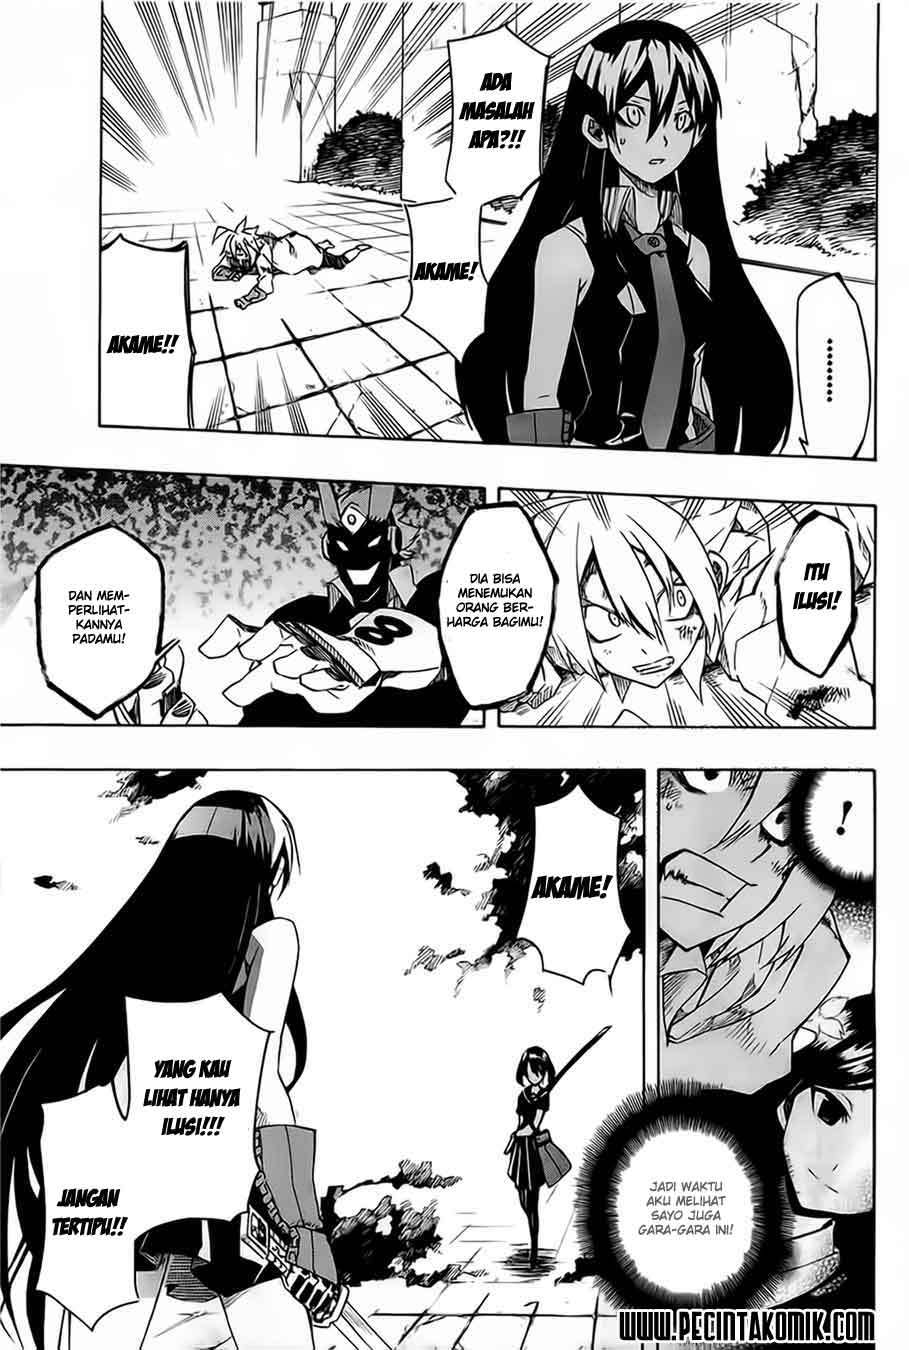 .........
ADA
MASALAH
APA?!!
AKAME!
AKAME!!
ITU
ILUSI!
DIA BISA
MENEMUKAN
ORANG BER-
HARGA BAGIMU!
8
DAN MEM-
PERLIHAT-
KANNYA
PADAMU!
!
JADI WAKTU
AKU MELIHAT
SAYO JUGA
GARA-GARA INI!
AKAME!
YANG KAU
LIHAT HANYA
ILUSI!!!
JANGAN
TERTIPU!!
WWW.PECINTAKOMIK.COM